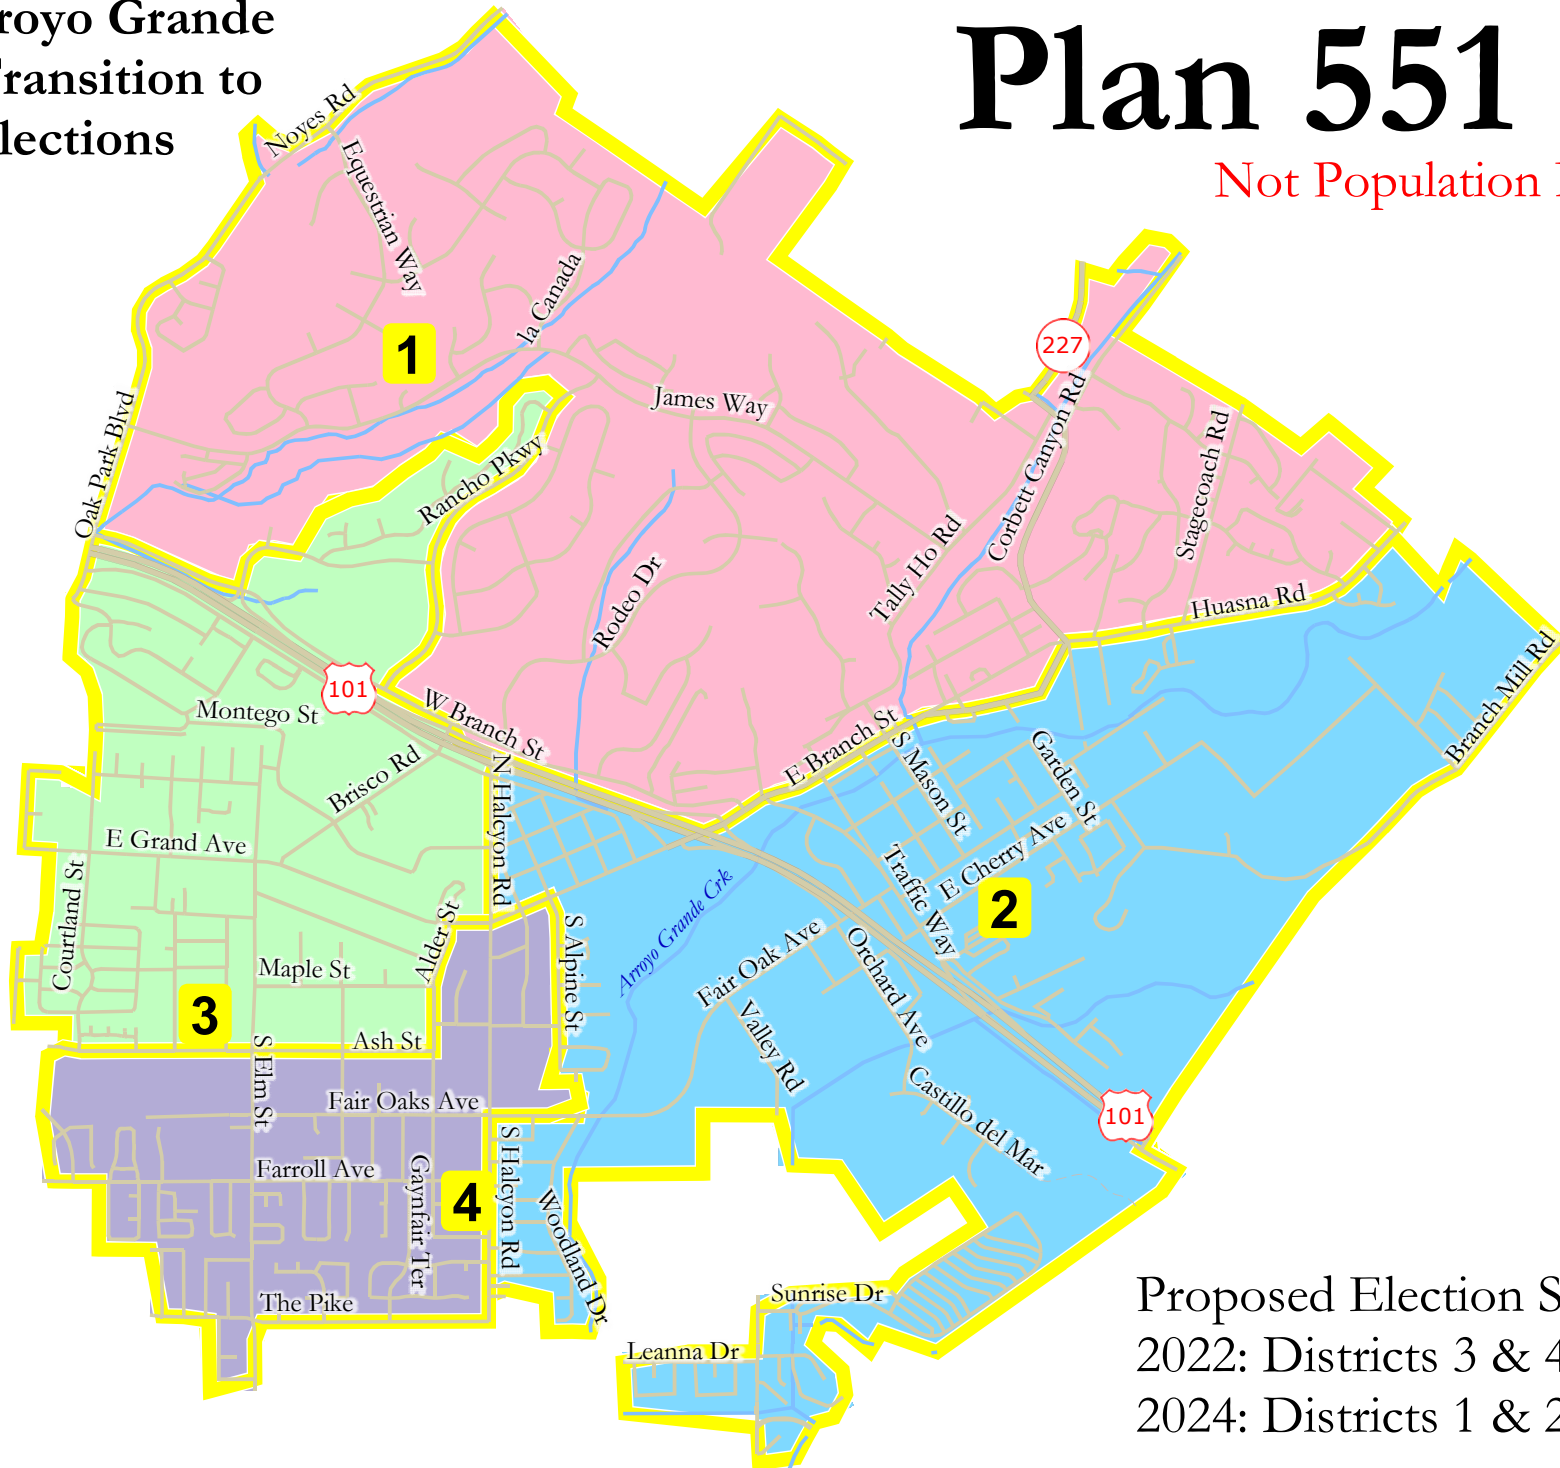 royo Grande
ransition to
lections
Plan 551
Not Population
Noyes Rd
Equestrian Way
la Canada
1
227
James Way
Oak Park Blvd
Rancho Pkwy
Corbett Canyon Rd
Stagecoach Rd
Tally Ho Rd
Rodeo Dr
Huasna Rd
Branch Mill Rd
101
W Branch St
Montego St
E Branch St
S Mason St
Garden St
Brisco Rd
N Halcyon Rd
E Grand Ave
E Cherry Ave
Traffic Way
2
Courtland St
Alder St
S Alpine St
Arroyo Grande Crk
Fair Oak Ave
Orchard Ave
Maple St
3
Ash St
S Elm St
Valley Rd
Castillo del Mar
101
Fair Oaks Ave
Farroll Ave
Gaynfair Ter
4
S Halcyon Rd
Woodland Dr
The Pike
Sunrise Dr
Leanna Dr
Proposed Election S
2022: Districts 3 & 4
2024: Districts 1 & 2